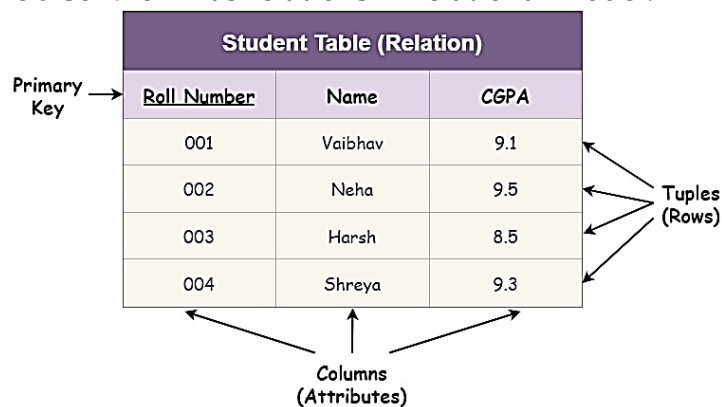 Student Table (Relation)
Primary
Key
Roll Number Name CGPA
001 Vaibhav 9.1
002 Neha 9.5
003 Harsh 8.5
004 Shreya 9.3
Tuples
(Rows)
Columns
(Attributes)